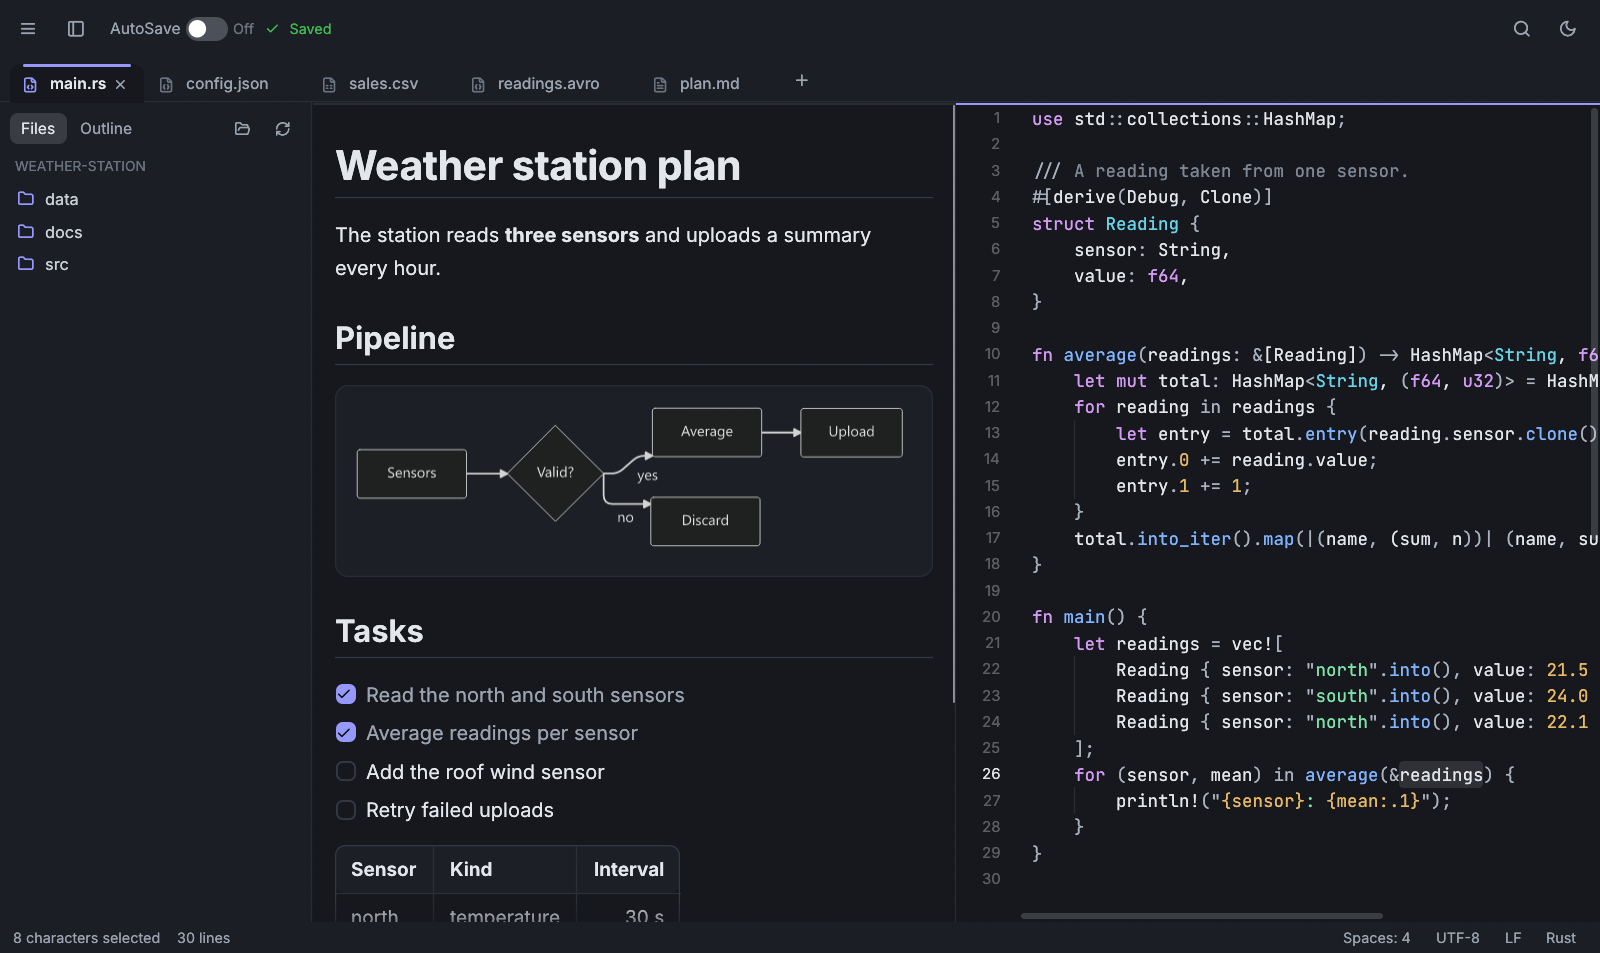 AutoSave Off Saved
main.rs config.json sales.csv readings.avro plan.md
Files Outline
WEATHER-STATION
data
docs
src
Weather station plan
The station reads three sensors and uploads a summary
every hour.
Pipeline
Sensors
Valid?
yes
no
Average
Upload
Discard
Tasks
Read the north and south sensors
Average readings per sensor
Add the roof wind sensor
Retry failed uploads
Sensor Kind Interval
north temperature 30 s
1 use std::collections::HashMap;
2
3 /// A reading taken from one sensor.
4 #[derive(Debug, Clone)]
5 struct Reading {
6     sensor: String,
7     value: f64,
8 }
9
10 fn average(readings: &[Reading]) -> HashMap<String, f6
11     let mut total: HashMap<String, (f64, u32)> = HashM
12     for reading in readings {
13         let entry = total.entry(reading.sensor.clone()
14         entry.0 += reading.value;
15         entry.1 += 1;
16     }
17     total.into_iter().map(|(name, (sum, n))| (name, su
18 }
19
20 fn main() {
21     let readings = vec![
22         Reading { sensor: "north".into(), value: 21.5
23         Reading { sensor: "south".into(), value: 24.0
24         Reading { sensor: "north".into(), value: 22.1
25     ];
26     for (sensor, mean) in average(&readings) {
27         println!("{sensor}: {mean:.1}");
28     }
29 }
30
8 characters selected 30 lines
Spaces: 4 UTF-8 LF Rust